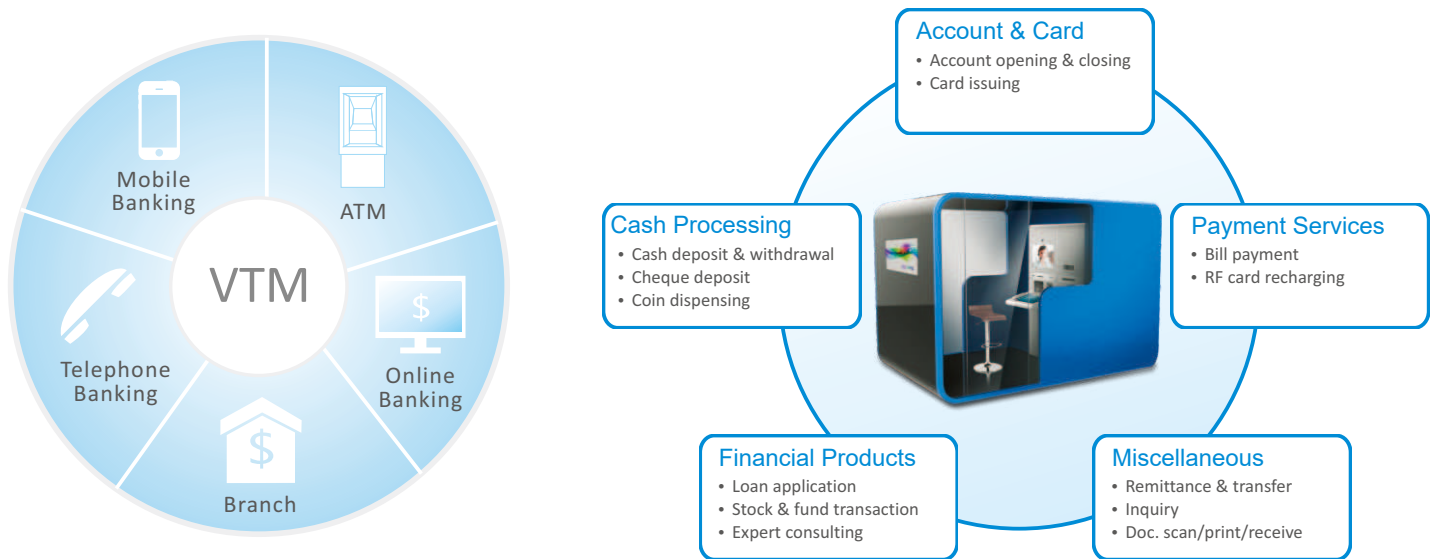 Mobile
Banking
ATM
VTM
$
Telephone
Banking
Online
Banking
$
Branch
Account & Card
• Account opening & closing
• Card issuing
Cash Processing
• Cash deposit & withdrawal
• Cheque deposit
• Coin dispensing
Payment Services
• Bill payment
• RF card recharging
Financial Products
• Loan application
• Stock & fund transaction
• Expert consulting
Miscellaneous
• Remittance & transfer
• Inquiry
• Doc. scan/print/receive